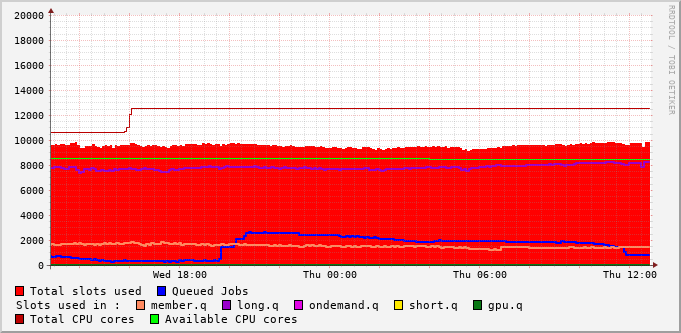 20000
18000
16000
14000
12000
10000
8000
6000
4000
2000
0
Wed 18:00 Thu 00:00 Thu 06:00 Thu 12:00
RRDTOOL / TOBI OETIKER
Total slots used Queued Jobs
Slots used in : member.q long.q ondemand.q short.q gpu.q
Total CPU cores Available CPU cores